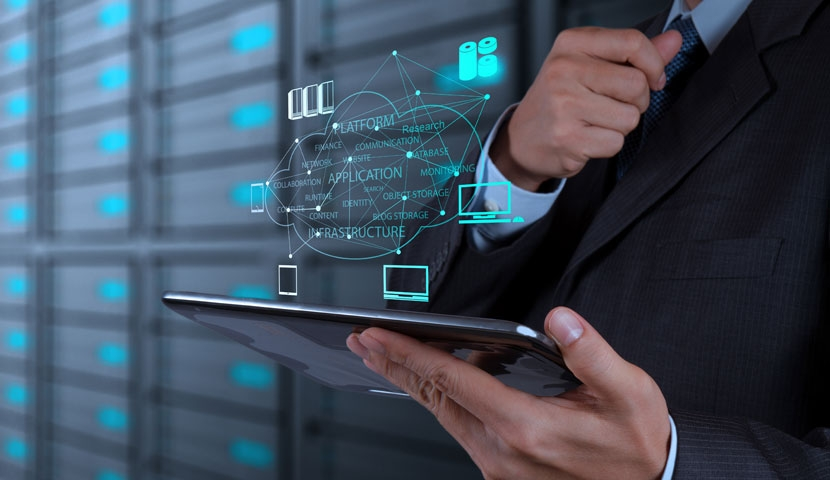 PLATFORM
Research
FINANCE
COMMUNICATION
NETWORK
WEBSITE
DATABASE
APPLICATION
MONITORING
COLLABORATION
SEARCH
RUNTIME
OBJECT STORAGE
IDENTITY
COMPUTE
CONTENT
BLOG STORAGE
INFRASTRUCTURE